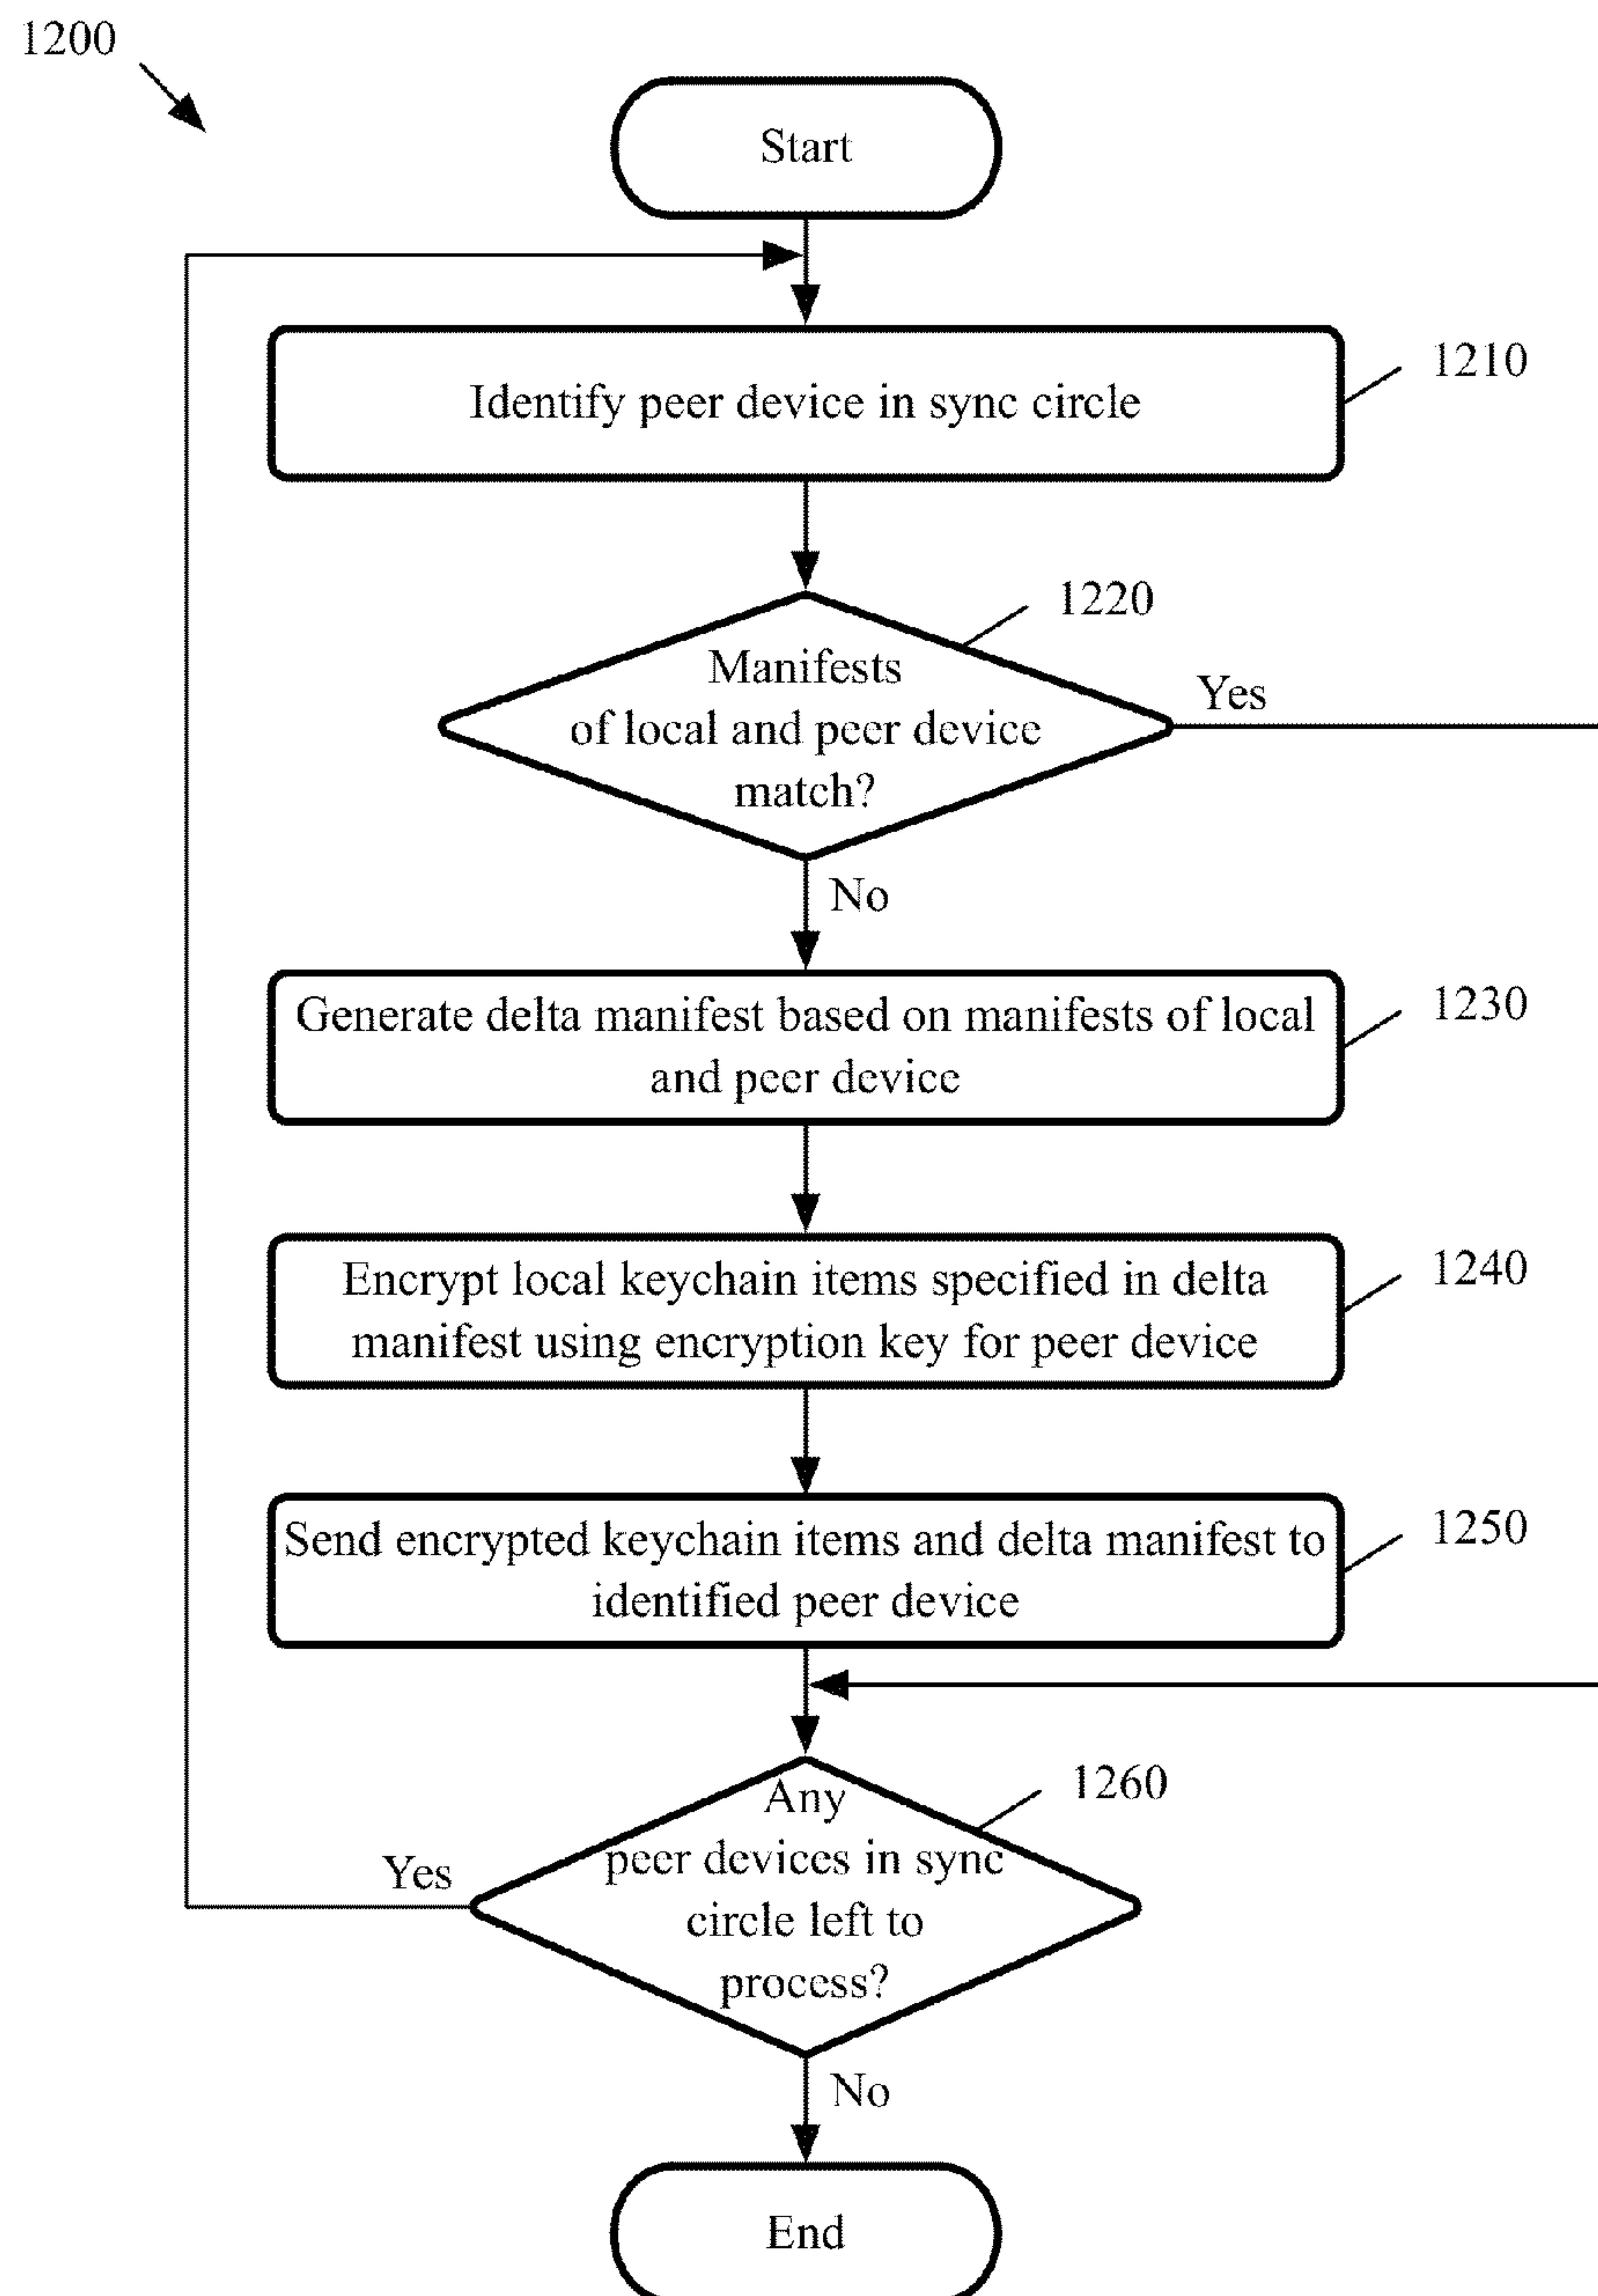 1200
Start
Identify peer device in sync circle
1210
1220
Manifests
of local and peer device
match?
Yes
No
Generate delta manifest based on manifests of local
and peer device
1230
Encrypt local keychain items specified in delta
manifest using encryption key for peer device
1240
Send encrypted keychain items and delta manifest to
identified peer device
1250
1260
Any
peer devices in sync
circle left to
process?
Yes
No
End